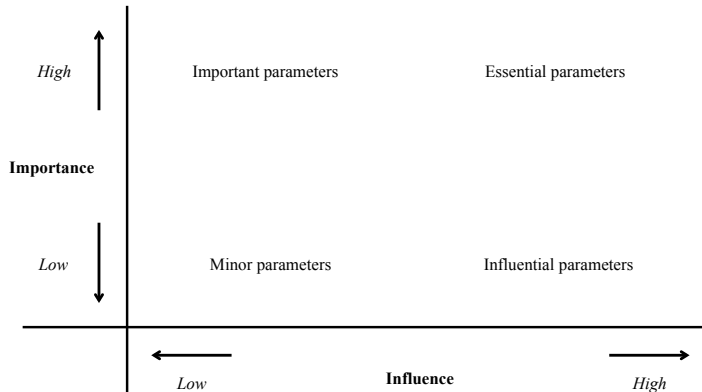 High
Important parameters
Essential parameters
Importance
Low
Minor parameters
Influential parameters
Low
Influence
High